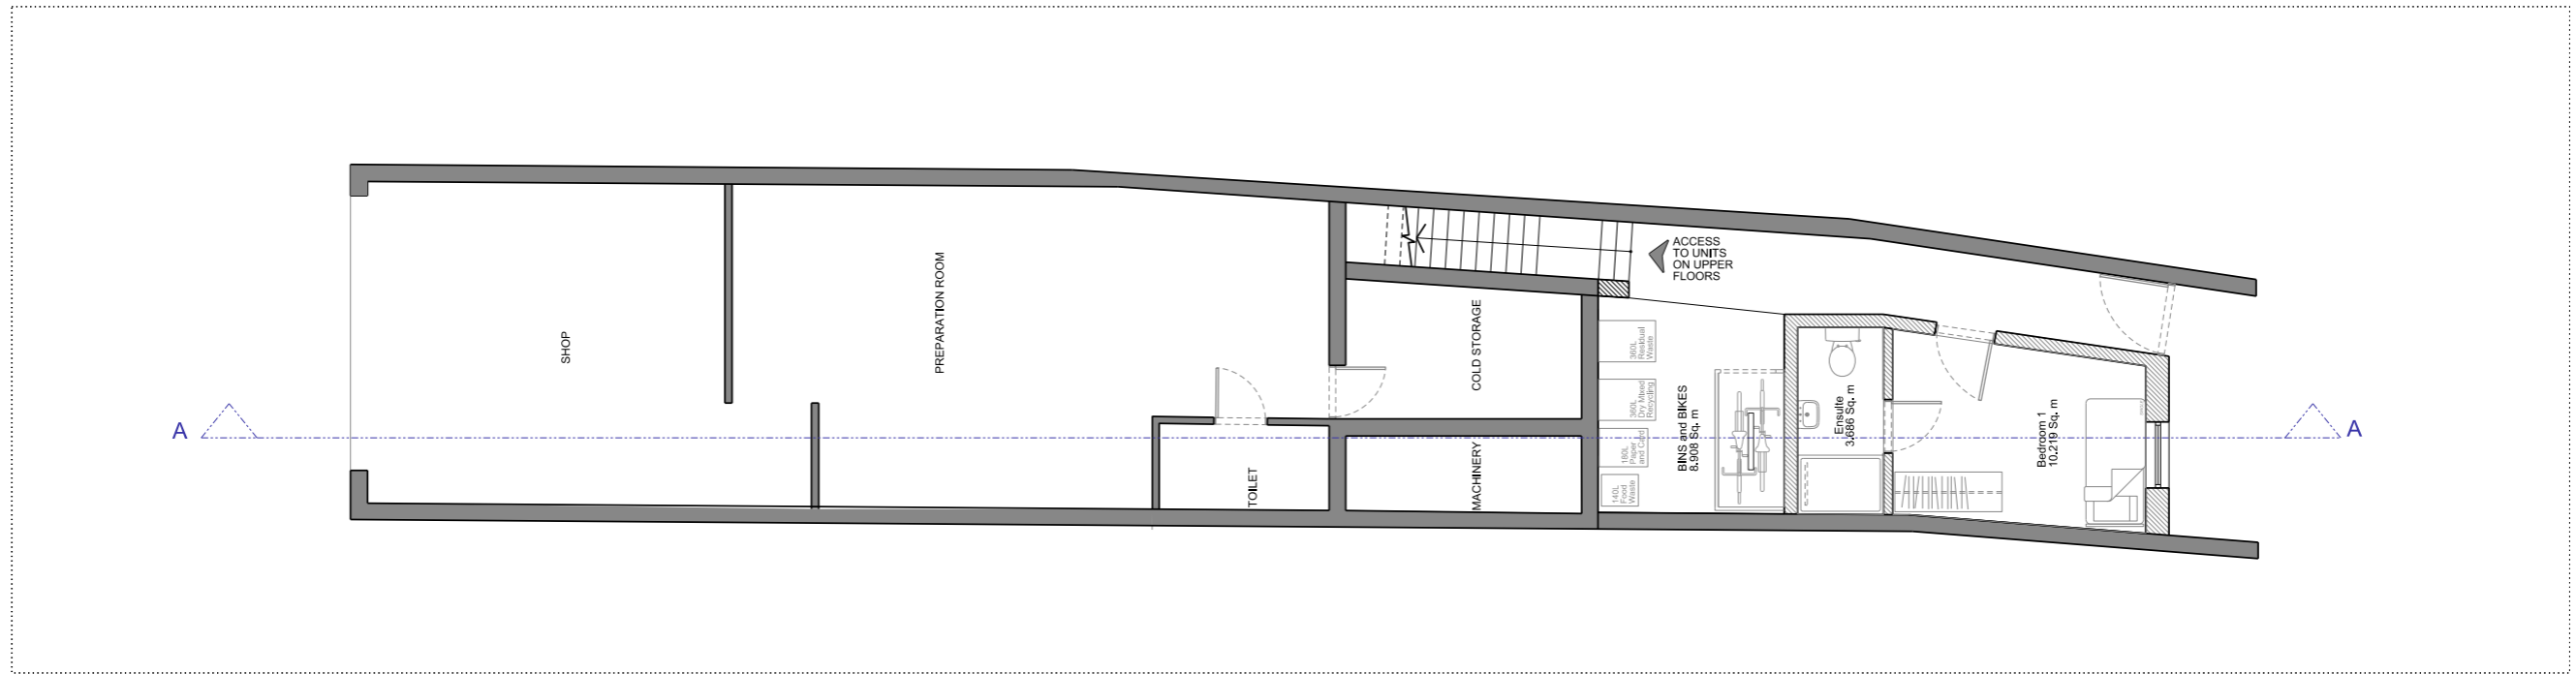 SHOP
PREPARATION ROOM
TOILET
COLD STORAGE
MACHINERY
ACCESS
TO UNITS
ON UPPER
FLOORS
360L
Residual
Waste
360L
Dry Mixed
Recycling
180L
Paper
and Card
140L
Food
Waste
BINS and BIKES
8.908 Sq. m
Ensuite
3.686 Sq. m
Bedroom 1
10.219 Sq. m
A
A